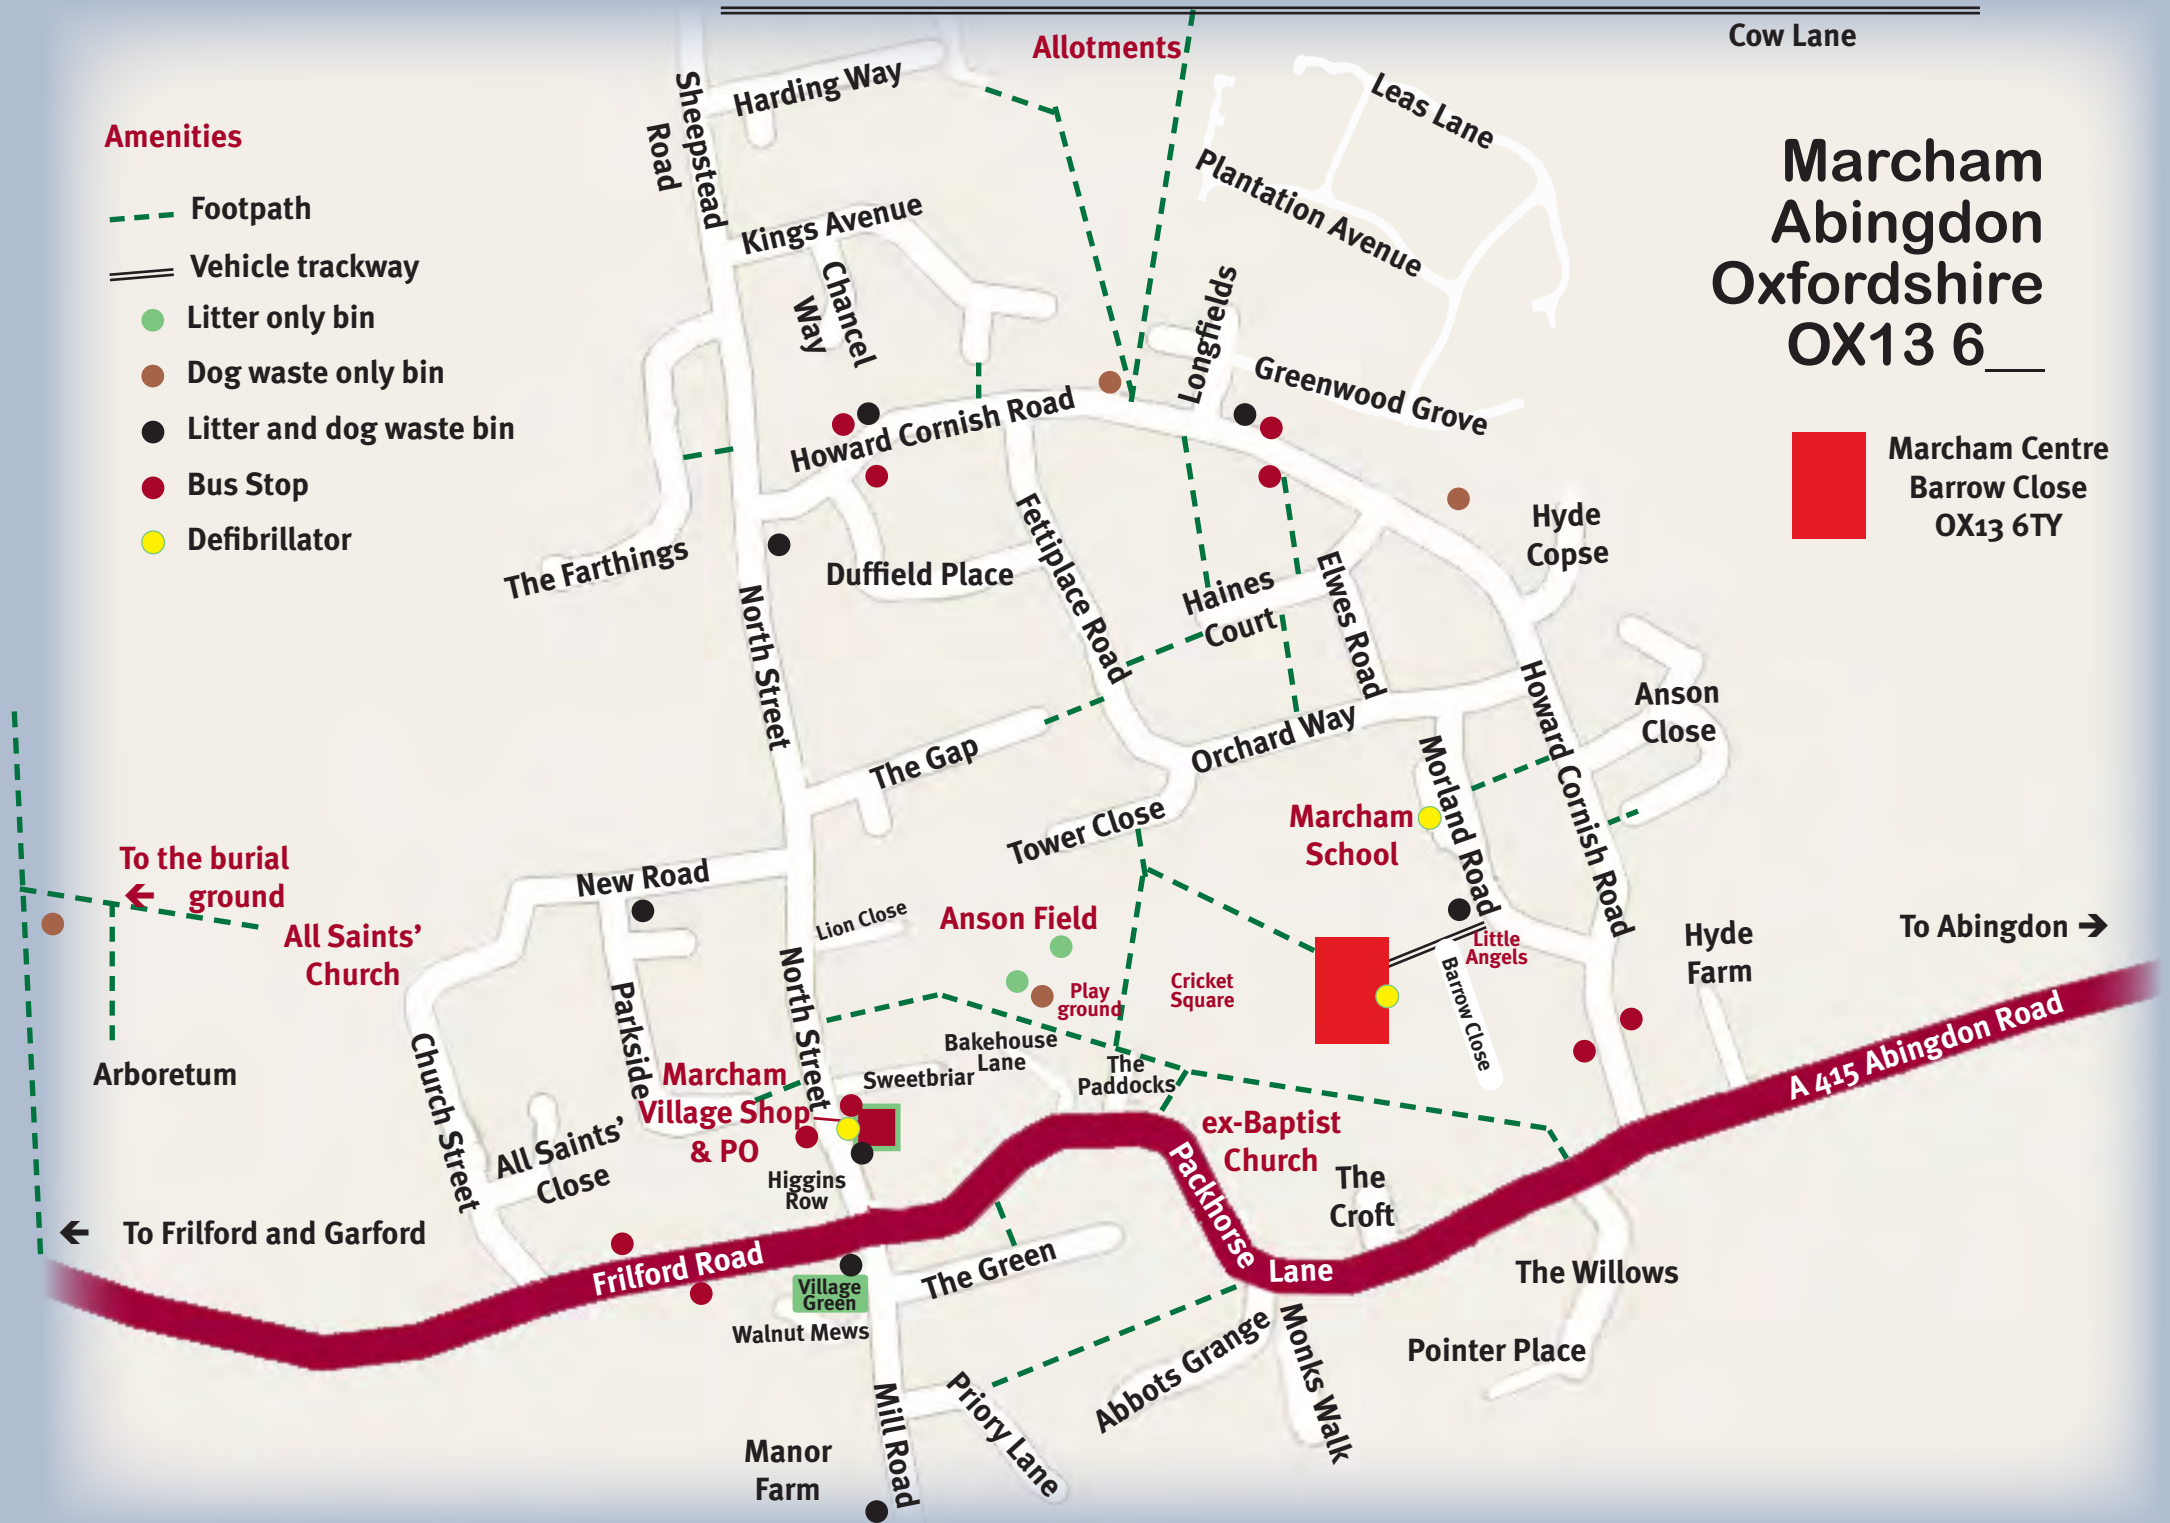 Cow Lane
Allotments
Harding Way
Sheepstead
Road
Leas Lane
Plantation Avenue
Amenities
Footpath
Vehicle trackway
Litter only bin
Dog waste only bin
Litter and dog waste bin
Bus Stop
Defibrillator
Marcham
Abingdon
Oxfordshire
OX13 6__
Marcham Centre
Barrow Close
OX13 6TY
Kings Avenue
Chancel
Way
Longfields
Greenwood Grove
Howard Cornish Road
Hyde
Copse
The Farthings
Duffield Place
Fettiplace Road
Haines
Court
Elwes Road
North Street
Howard Cornish Road
Anson
Close
Orchard Way
The Gap
Morland Road
Tower Close
Marcham
School
To the burial
ground
All Saints'
Church
New Road
Lion Close
Anson Field
Little
Angels
Hyde
Farm
To Abingdon
Cricket
Square
Play
ground
Barrow Close
North Street
Parkside
Church Street
Arboretum
Bakehouse
Lane
Sweetbriar
The
Paddocks
A 415 Abingdon Road
Marcham
Village Shop
& PO
ex-Baptist
Church
All Saints'
Close
Higgins
Row
The
Croft
Packhorse
Lane
To Frilford and Garford
Frilford Road
The Green
Village
Green
Walnut Mews
The Willows
Pointer Place
Abbots Grange
Monks Walk
Priory Lane
Mill Road
Manor
Farm